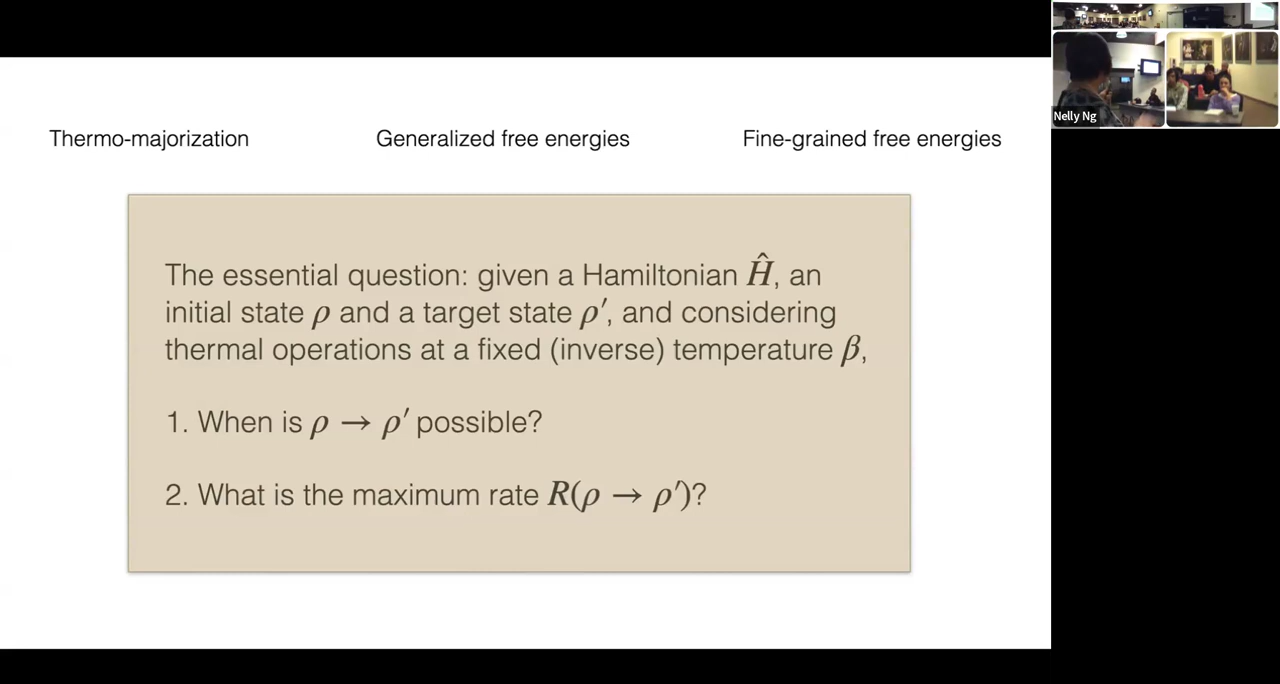 Thermo-majorization
Generalized free energies
Fine-grained free energies
The essential question: given a Hamiltonian Ĥ, an
initial state ρ and a target state ρ′, and considering
thermal operations at a fixed (inverse) temperature β,
1. When is ρ → ρ′ possible?
2. What is the maximum rate R(ρ → ρ′)?
Nelly Ng